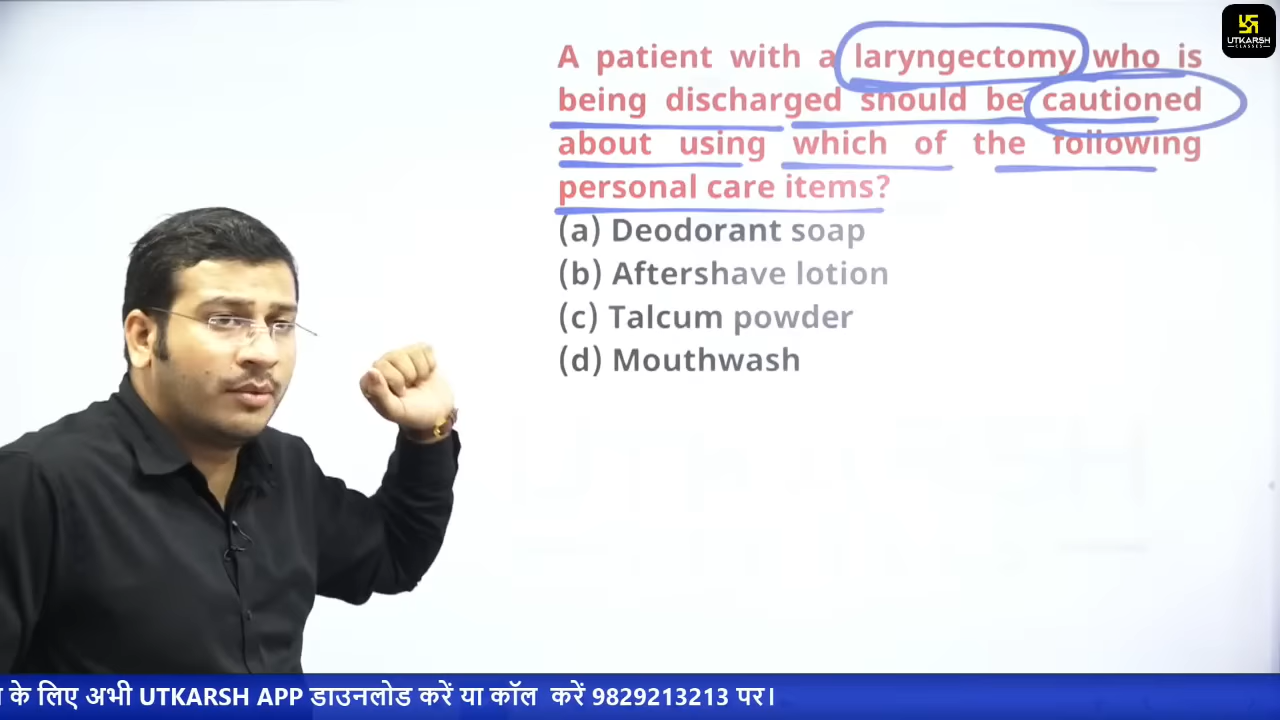 UTKARSH
CLASSES
A patient with a laryngectomy who is
being discharged should be cautioned
about using which of the following
personal care items?
(a) Deodorant soap
(b) Aftershave lotion
(c) Talcum powder
(d) Mouthwash
के लिए अभी UTKARSH APP डाउनलोड करें या कॉल करें 9829213213 पर।